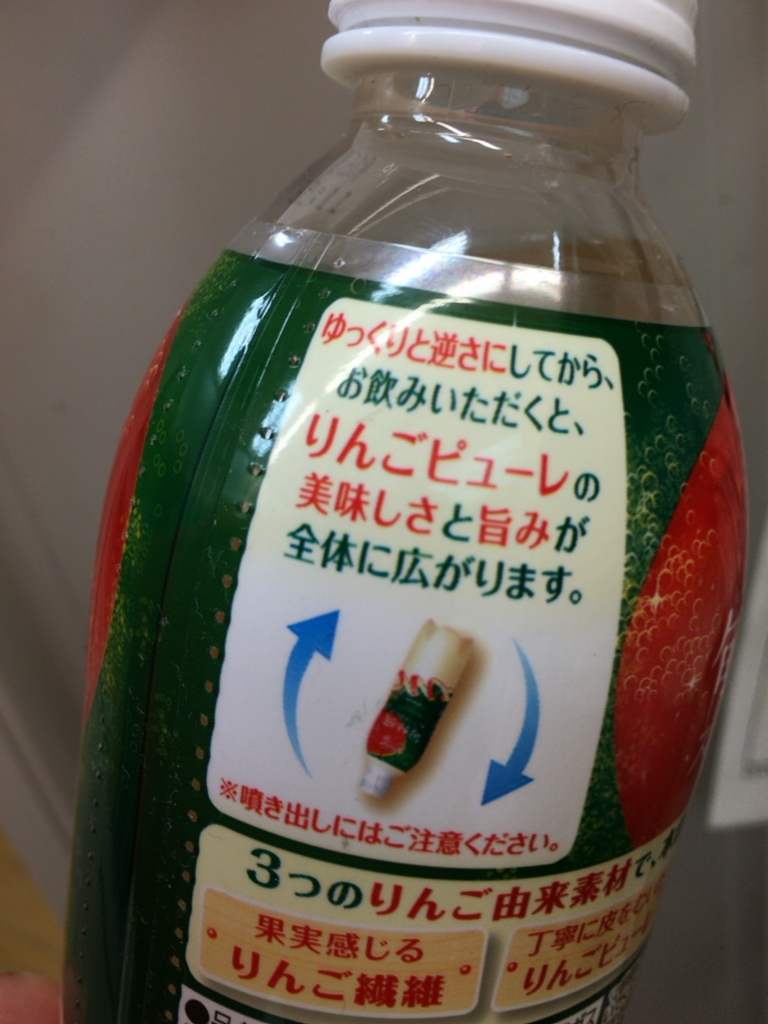 ゆっくりと逆さにしてから、
お飲みいただくと、
りんごピューレの
美味しさと旨みが
全体に広がります。
※噴き出しにはご注意ください。
3つのりんご由来素材で、
果実感じる
りんご繊維
丁寧に皮をむい
りんごピュー